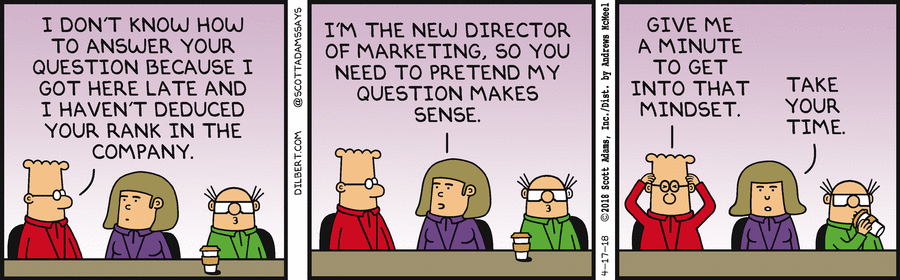 I DON'T KNOW HOW
TO ANSWER YOUR
QUESTION BECAUSE I
GOT HERE LATE AND
I HAVEN'T DEDUCED
YOUR RANK IN THE
COMPANY.
DILBERT.COM @SCOTTADAMSSAYS
I'M THE NEW DIRECTOR
OF MARKETING, SO YOU
NEED TO PRETEND MY
QUESTION MAKES
SENSE.
4-17-18 ©2018 Scott Adams, Inc./Dist. by Andrews McMeel
GIVE ME
A MINUTE
TO GET
INTO THAT
MINDSET.
TAKE
YOUR
TIME.